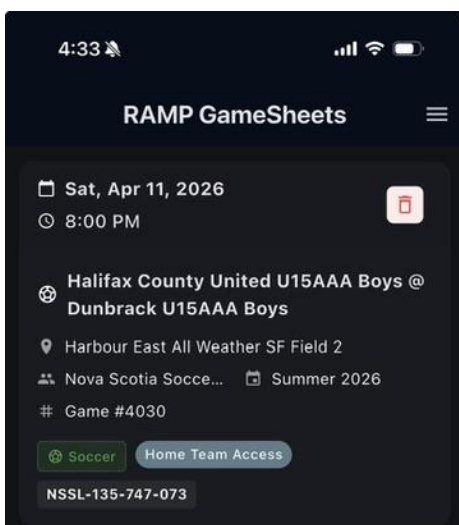 4:33
RAMP GameSheets
Sat, Apr 11, 2026
8:00 PM
Halifax County United U15AAA Boys @
Dunbrack U15AAA Boys
Harbour East All Weather SF Field 2
Nova Scotia Socce... Summer 2026
# Game #4030
Soccer Home Team Access
NSSL-135-747-073